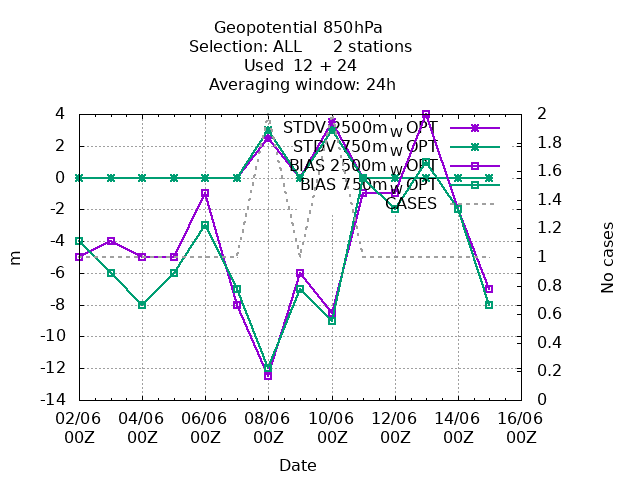 Geopotential 850hPa
Selection: ALL 2 stations
Used 12 + 24
Averaging window: 24h
4
2
0
-2
-4
-6
-8
-10
-12
-14
m
STDV 2500m W OPT
STDV 750m W OPT
BIAS 2500m W OPT
BIAS 750m W OPT
CASES
2
1.8
1.6
1.4
1.2
1
0.8
0.6
0.4
0.2
0
No cases
02/06 04/06 06/06 08/06 10/06 12/06 14/06 16/06
00Z 00Z 00Z 00Z 00Z 00Z 00Z 00Z
Date